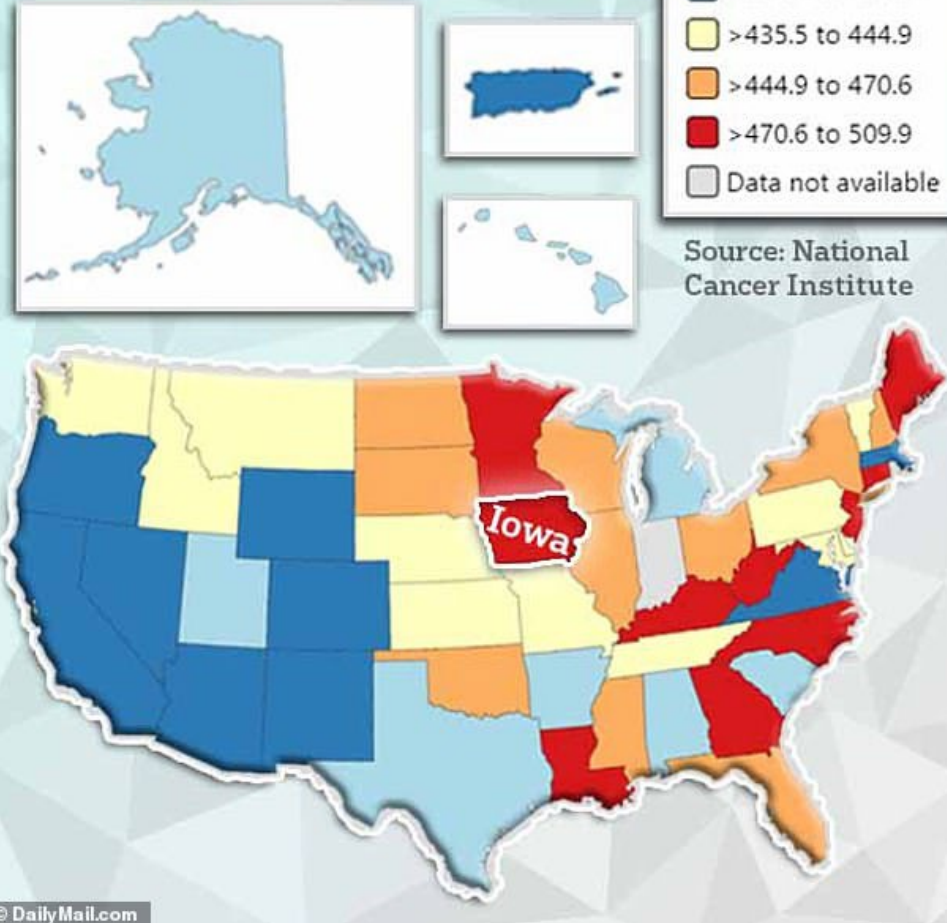 >435.5 to 444.9
>444.9 to 470.6
>470.6 to 509.9
Data not available
Source: National
Cancer Institute
Iowa
© DailyMail.com